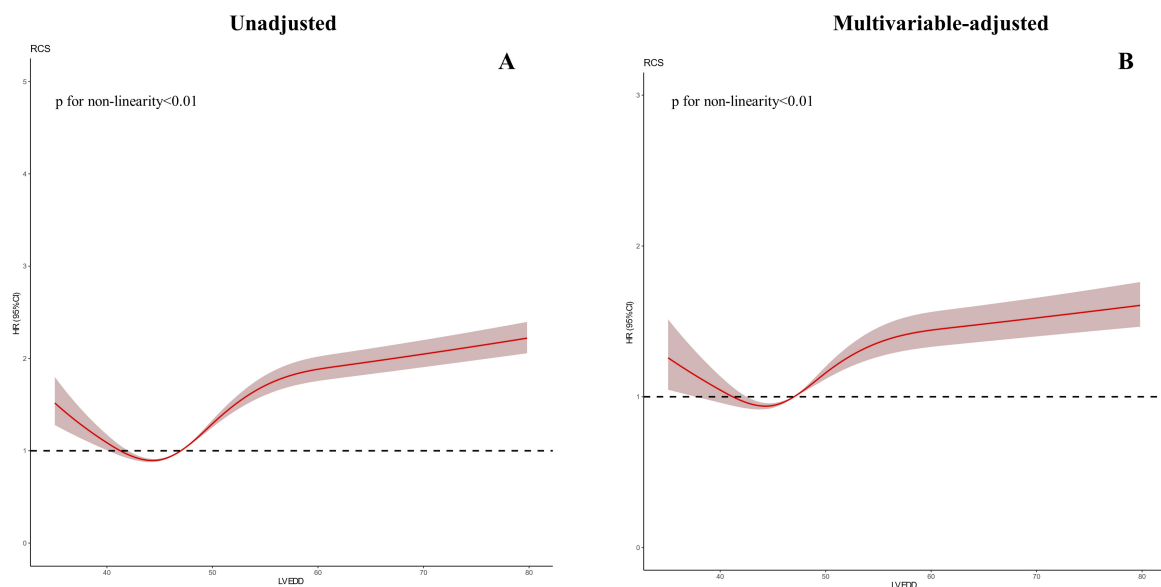 Unadjusted
RCS
A
p for non-linearity<0.01
5
4
3
2
1
0
HR (95%CI)
40
50
60
70
80
LVEDD
Multivariable-adjusted
RCS
B
p for non-linearity<0.01
3
2
1
0
HR (95%CI)
40
50
60
70
80
LVEDD